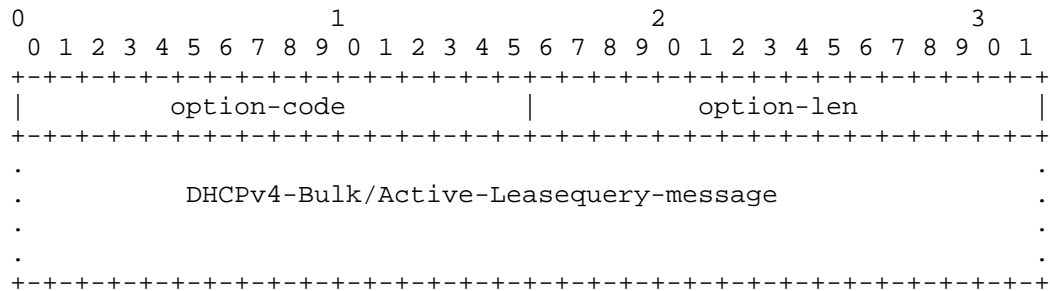 0                   1                   2                   3
 0 1 2 3 4 5 6 7 8 9 0 1 2 3 4 5 6 7 8 9 0 1 2 3 4 5 6 7 8 9 0 1
+-+-+-+-+-+-+-+-+-+-+-+-+-+-+-+-+-+-+-+-+-+-+-+-+-+-+-+-+-+-+-+-+
|         option-code           |          option-len           |
+-+-+-+-+-+-+-+-+-+-+-+-+-+-+-+-+-+-+-+-+-+-+-+-+-+-+-+-+-+-+-+-+
.                                                               .
.          DHCPv4-Bulk/Active-Leasequery-message                .
.                                                               .
.                                                               .
+-+-+-+-+-+-+-+-+-+-+-+-+-+-+-+-+-+-+-+-+-+-+-+-+-+-+-+-+-+-+-+-+